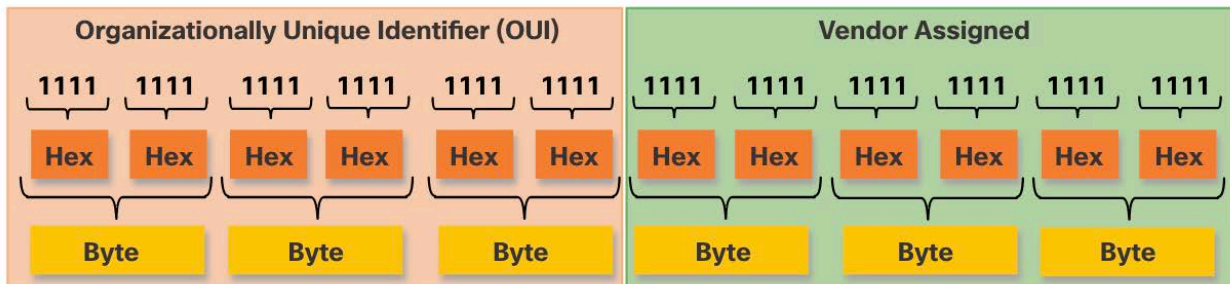 Organizationally Unique Identifier (OUI) Vendor Assigned
1111 1111 1111 1111 1111 1111 1111 1111 1111 1111 1111 1111
Hex Hex Hex Hex Hex Hex Hex Hex Hex Hex Hex Hex
Byte Byte Byte Byte Byte Byte